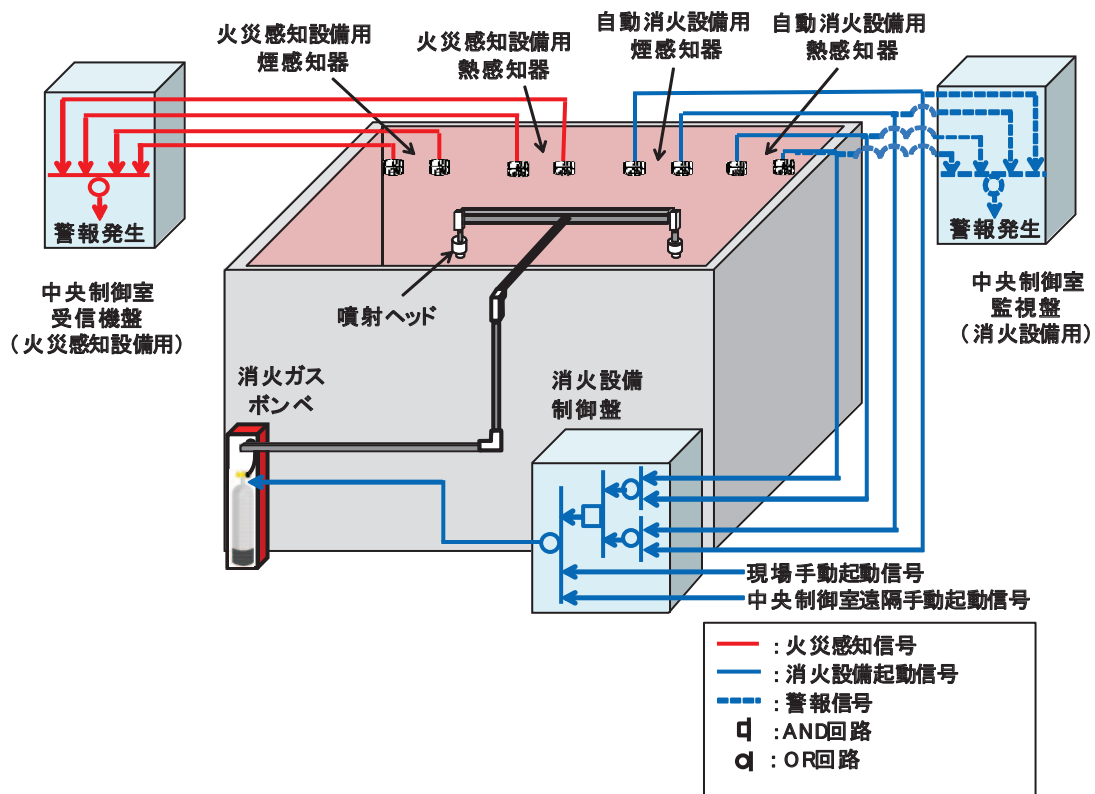 火災感知設備用
煙感知器
火災感知設備用
熱感知器
自動消火設備用
煙感知器
自動消火設備用
熱感知器
警報発生
警報発生
中央制御室
受信機盤
（火災感知設備用）
中央制御室
監視盤
（消火設備用）
噴射ヘッド
消火ガス
ボンベ
消火設備
制御盤
現場手動起動信号
中央制御室遠隔手動起動信号
：火災感知信号
：消火設備起動信号
：警報信号
：AND回路
：OR回路